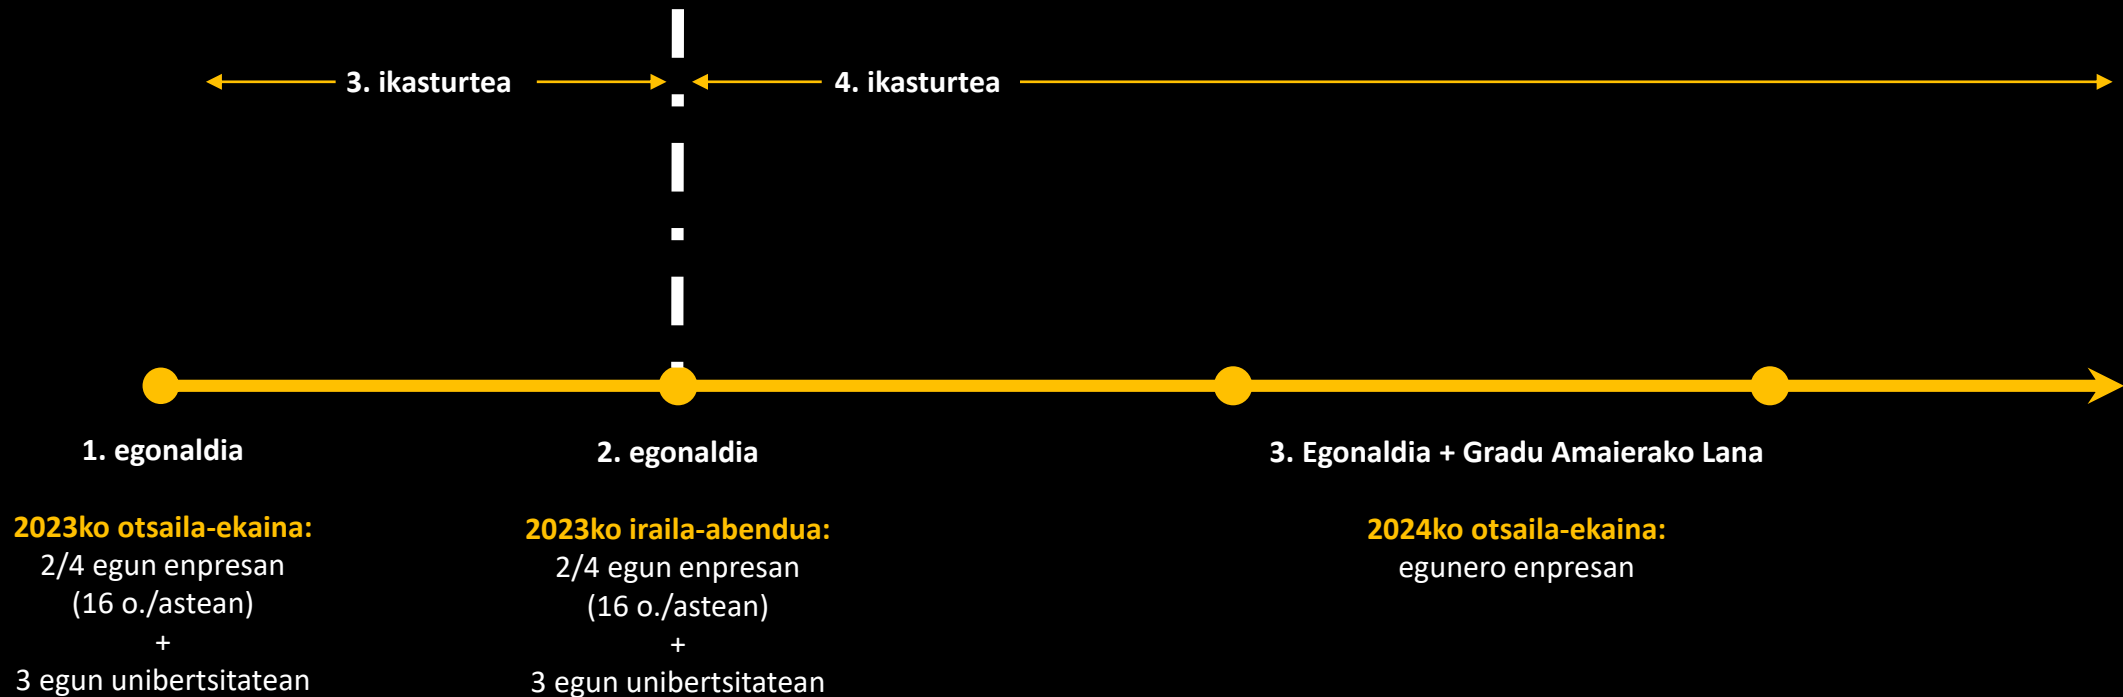 3. ikasturtea
4. ikasturtea
1. egonaldia
2023ko otsaila-ekaina:
2/4 egun enpresan
(16 o./astean)
+
3 egun unibertsitatean
2. egonaldia
2023ko iraila-abendua:
2/4 egun enpresan
(16 o./astean)
+
3 egun unibertsitatean
3. Egonaldia + Gradu Amaierako Lana
2024ko otsaila-ekaina:
egunero enpresan